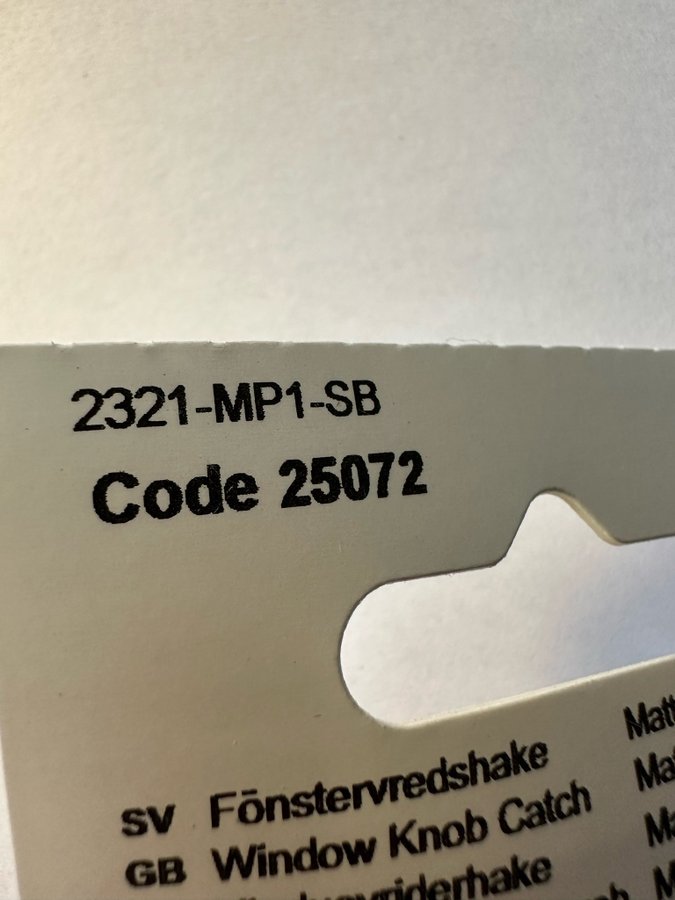 2321-MP1-SB
Code 25072
SV Fönstervredshake Matt
GB Window Knob Catch